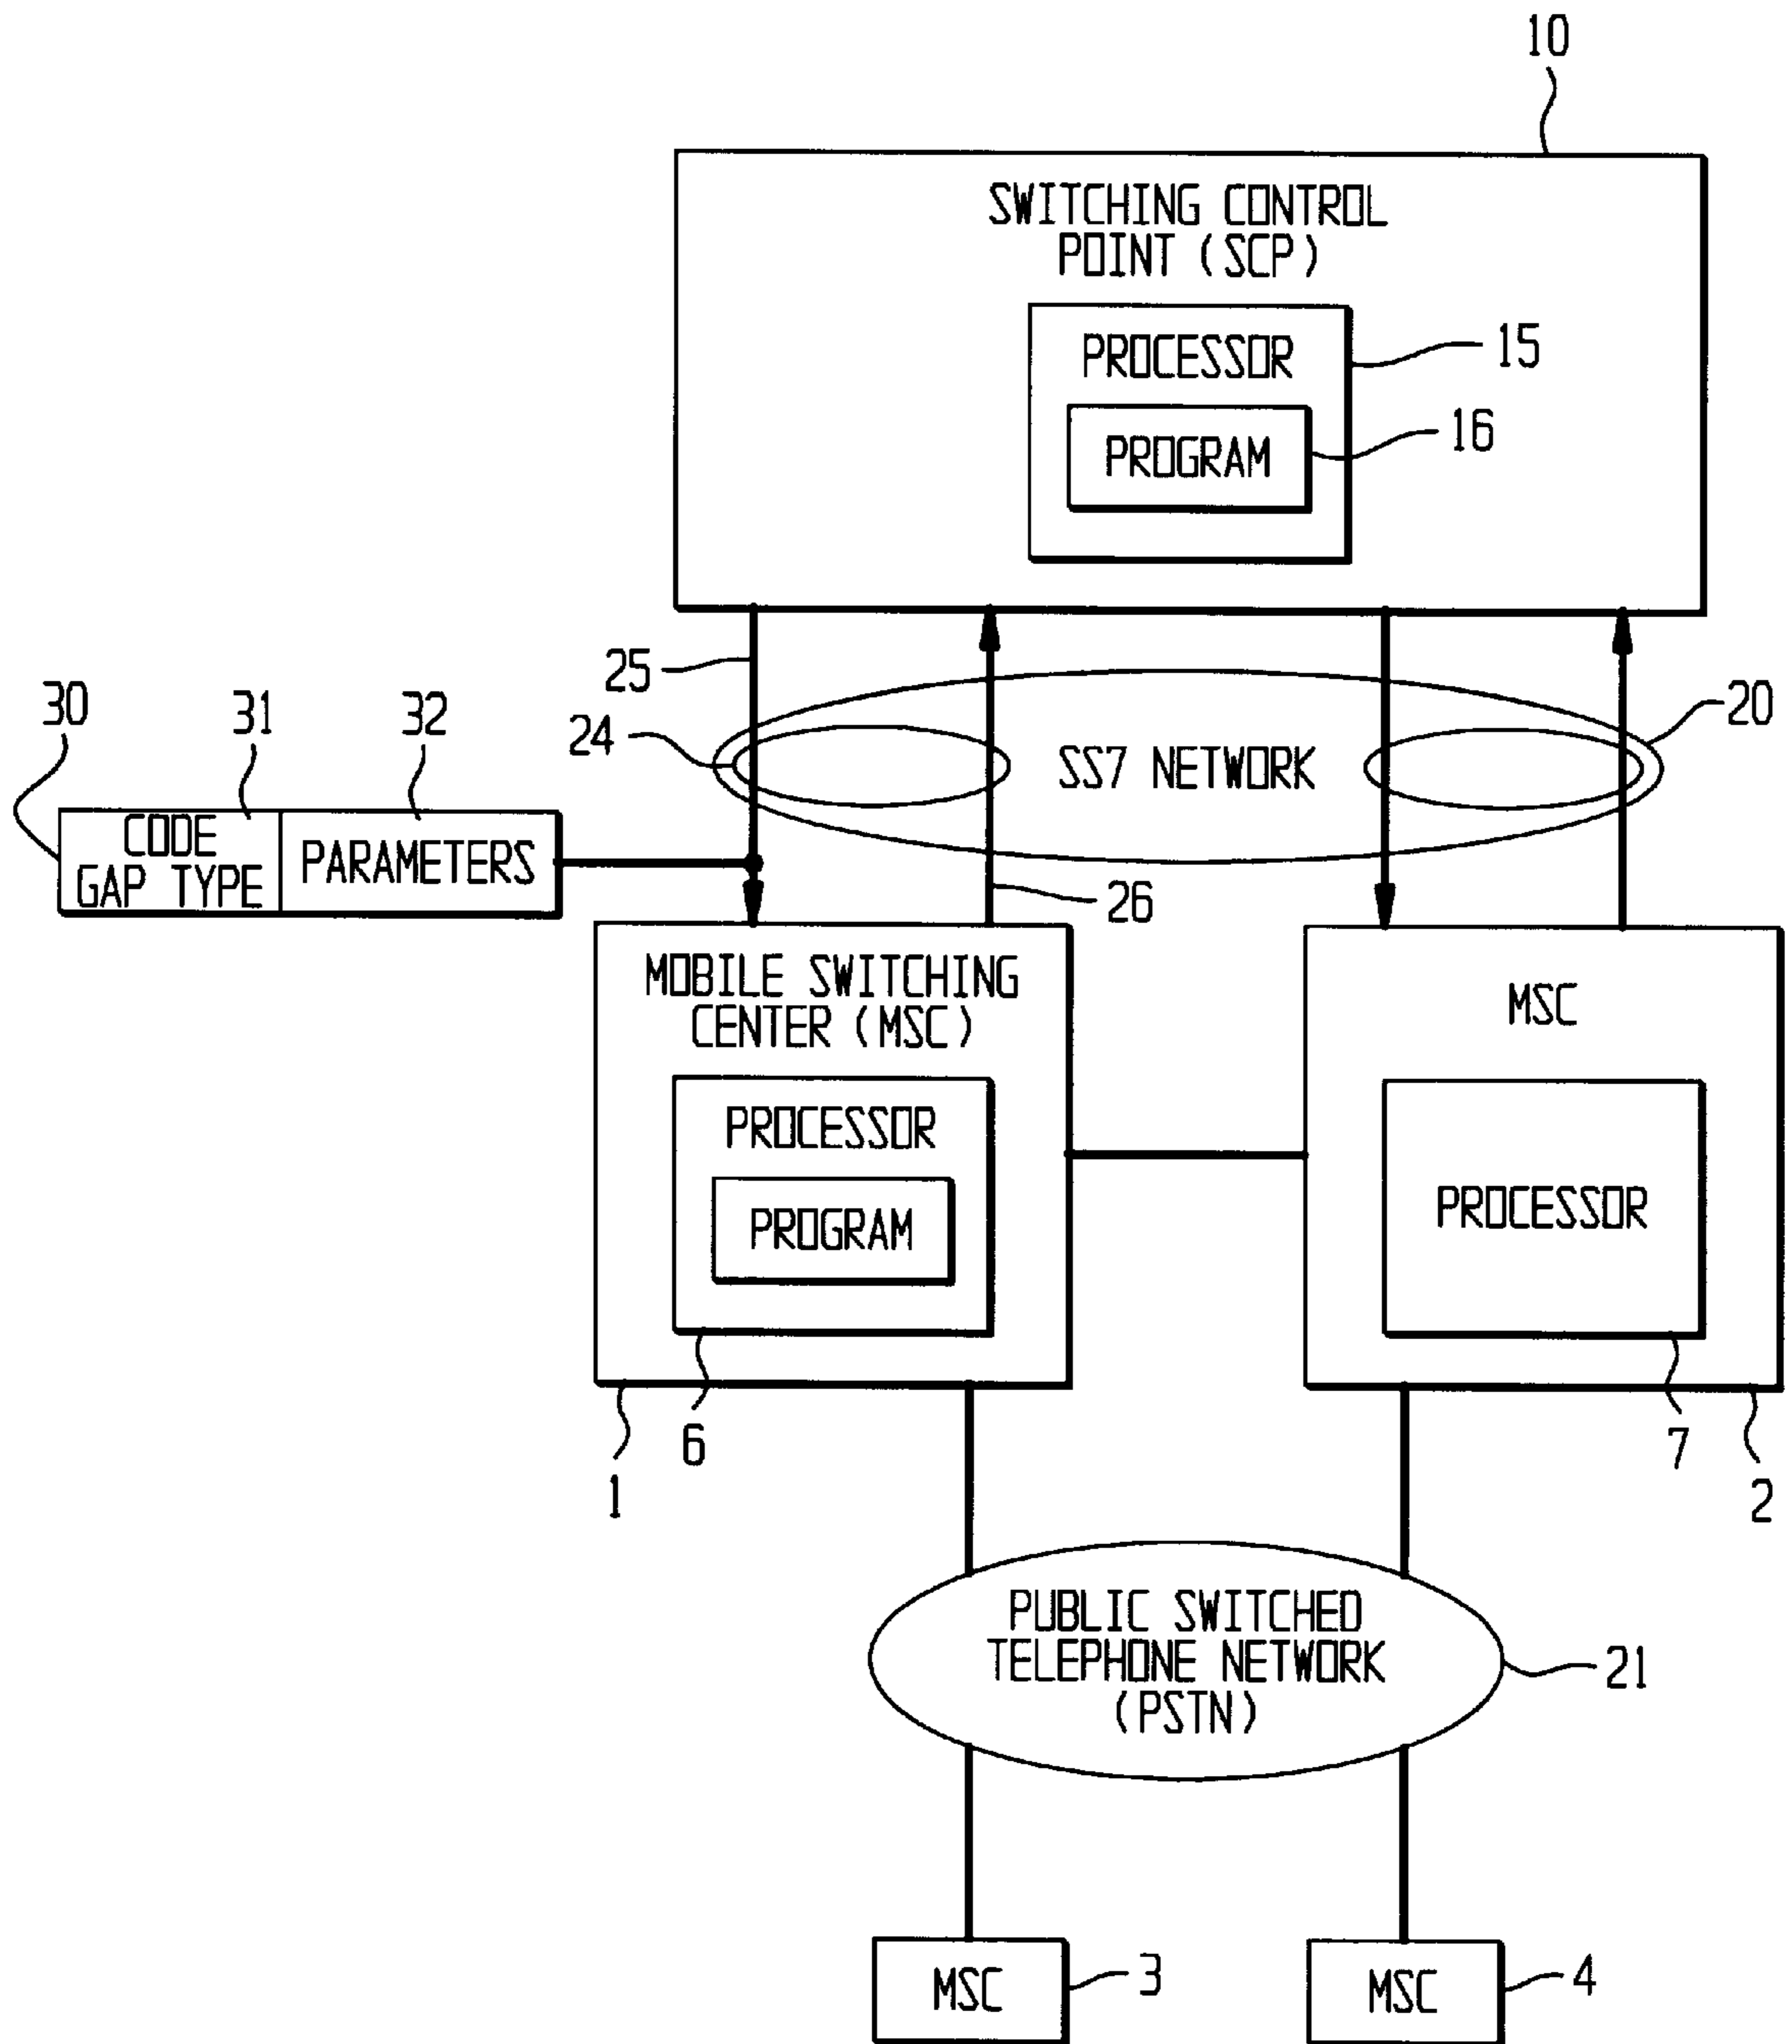 10
SWITCHING CONTROL
POINT (SCP)
PROCESSOR
15
PROGRAM
16
25
24
SS7 NETWORK
20
30
31
32
CODE
GAP TYPE
PARAMETERS
26
MOBILE SWITCHING
CENTER (MSC)
PROCESSOR
PROGRAM
MSC
PROCESSOR
1
6
7
2
PUBLIC SWITCHED
TELEPHONE NETWORK
(PSTN)
21
MSC
3
MSC
4